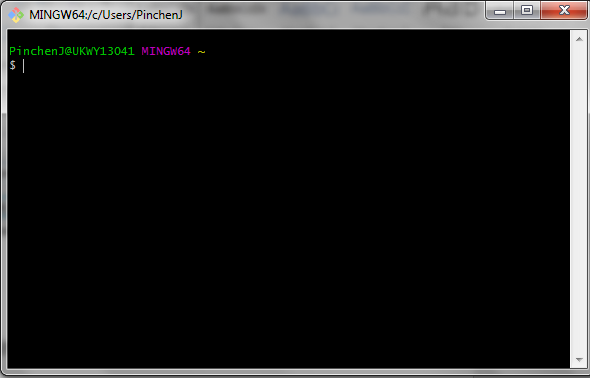 MINGW64:/c/Users/PinchenJ
PinchenJ@UKWY13041 MINGW64 ~
$